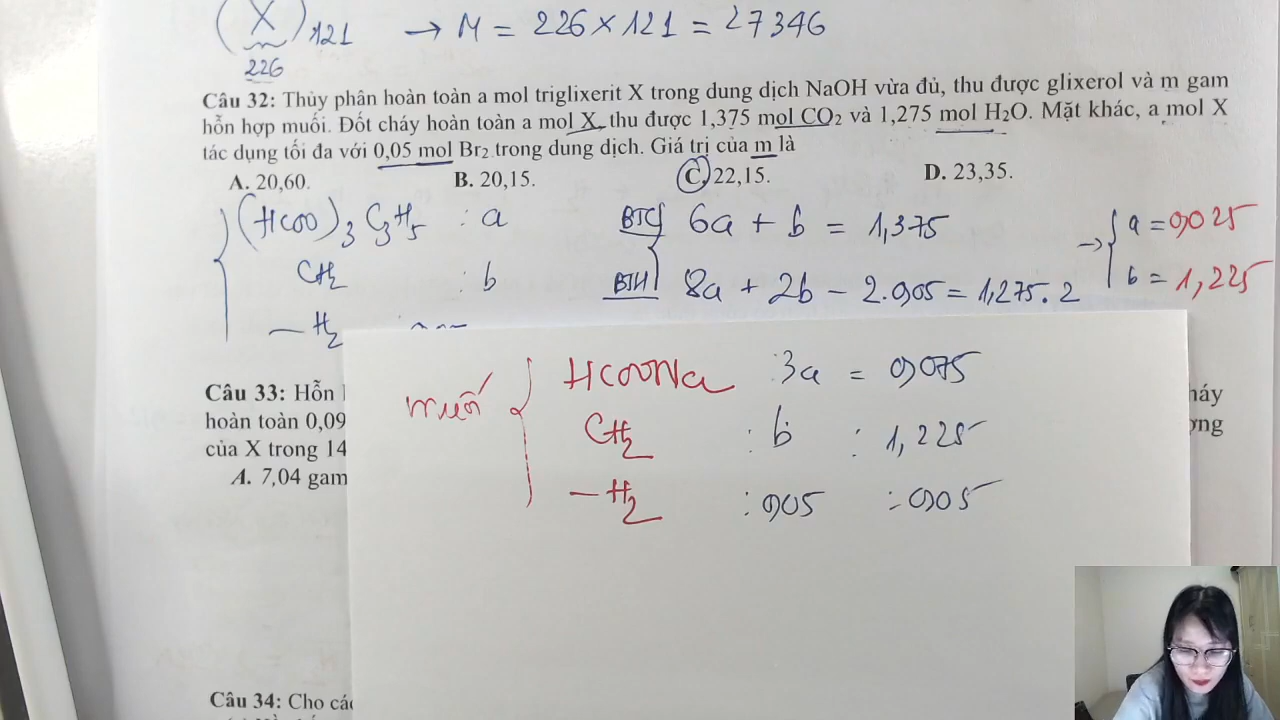 (X)121 → M = 226 × 121 = 27346
226
Câu 32: Thủy phân hoàn toàn a mol triglixerit X trong dung dịch NaOH vừa đủ, thu được glixerol và m gam
hỗn hợp muối. Đốt cháy hoàn toàn a mol X thu được 1,375 mol CO2 và 1,275 mol H2O. Mặt khác, a mol X
tác dụng tối đa với 0,05 mol Br2 trong dung dịch. Giá trị của m là
A. 20,60. B. 20,15. C. 22,15. D. 23,35.
(HCOO)3C3H5 : a BTC 6a + b = 1,375 → a = 0,025
CH2 : b BTH 8a + 2b - 2.0,05 = 1,275.2 b = 1,225
- H2
muối HCOONa : 3a = 0,075
CH2 : b : 1,225
- H2 : 0,05 : 0,05
Câu 33: Hỗn háy
hoàn toàn 0,09 ợng
của X trong 14
A. 7,04 gam
Câu 34: Cho các